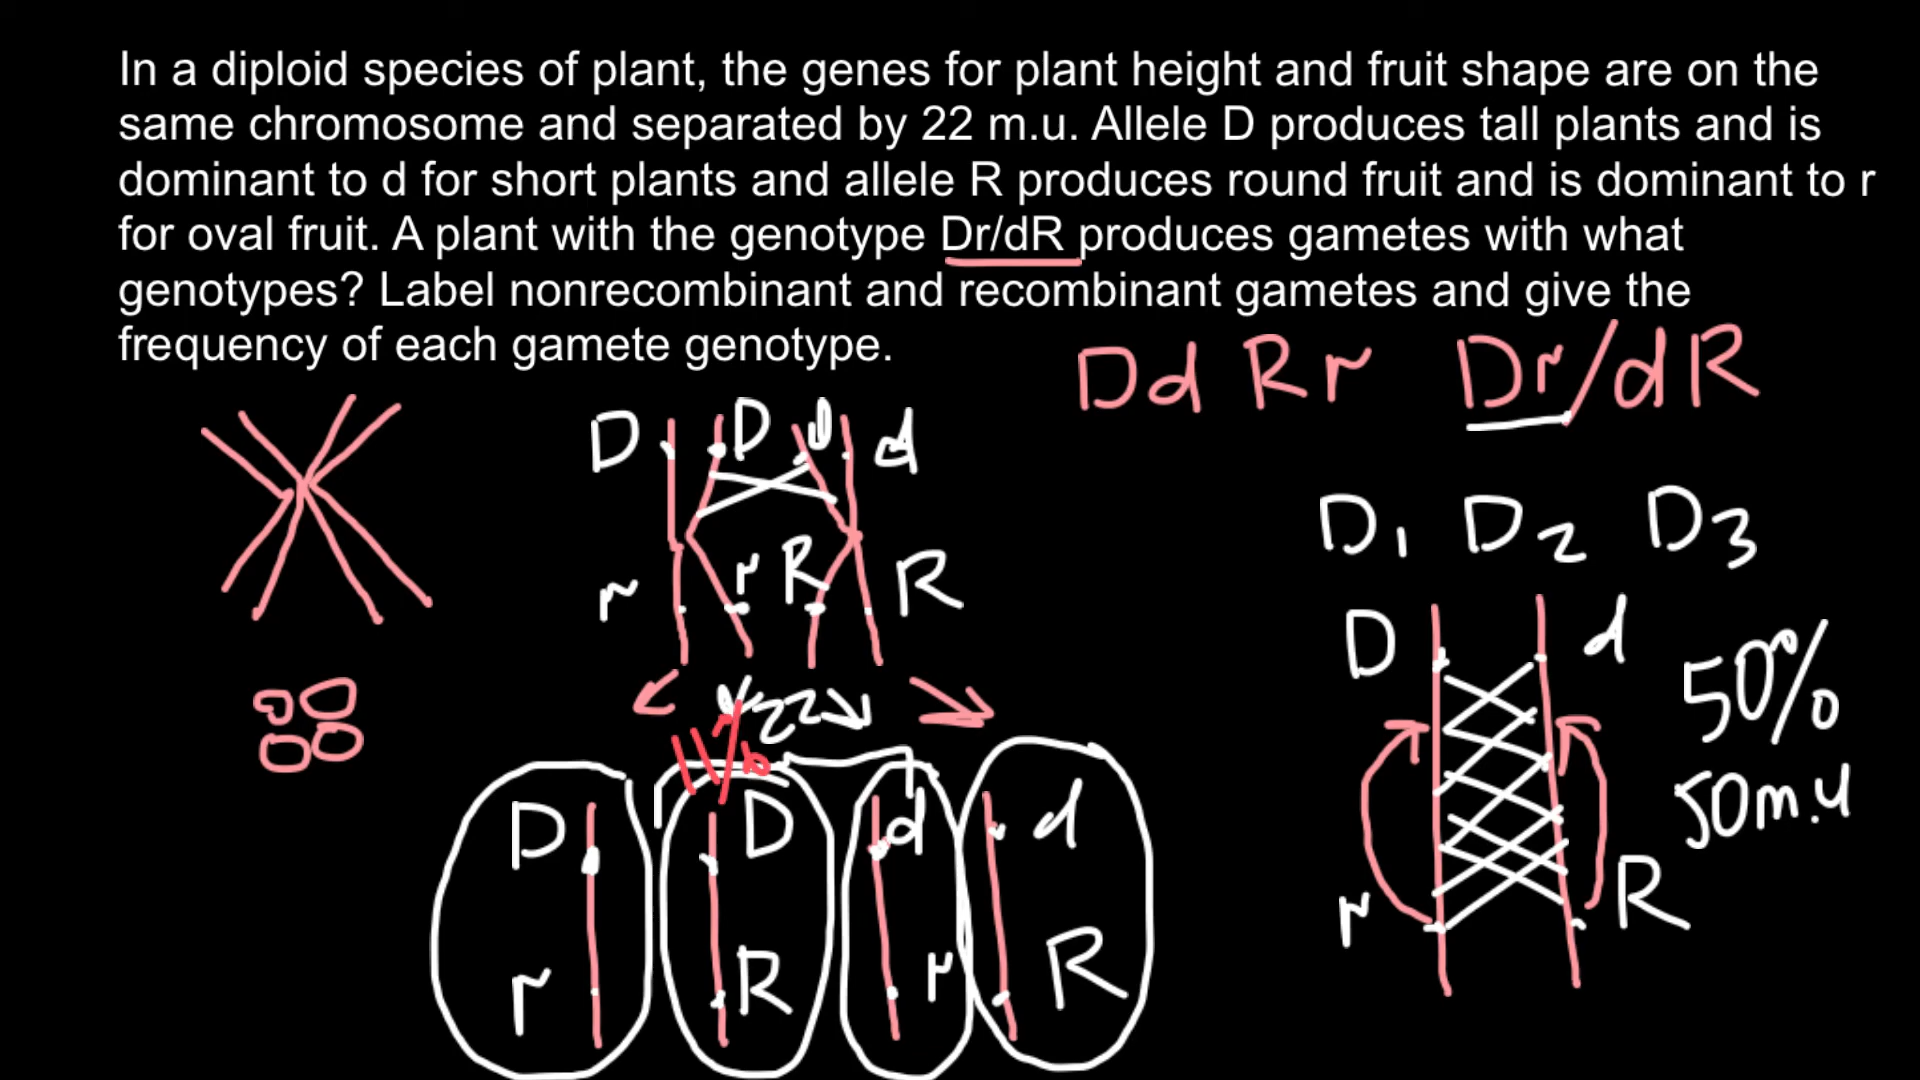 In a diploid species of plant, the genes for plant height and fruit shape are on the
same chromosome and separated by 22 m.u. Allele D produces tall plants and is
dominant to d for short plants and allele R produces round fruit and is dominant to r
for oval fruit. A plant with the genotype Dr/dR produces gametes with what
genotypes? Label nonrecombinant and recombinant gametes and give the
frequency of each gamete genotype.
Dd Rr Dr/dR
D D d
D1 D2 D3
r r R R
D d
50%
22
11%
50m.u
D D d d
r R r R
r R